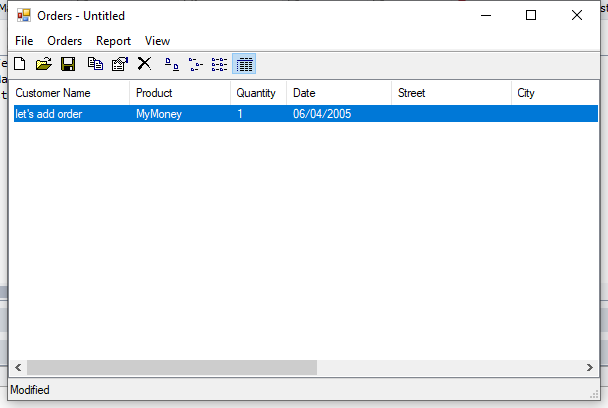 Orders - Untitled
File Orders Report View
Customer Name Product Quantity Date Street City
let's add order MyMoney 1 06/04/2005
Modified